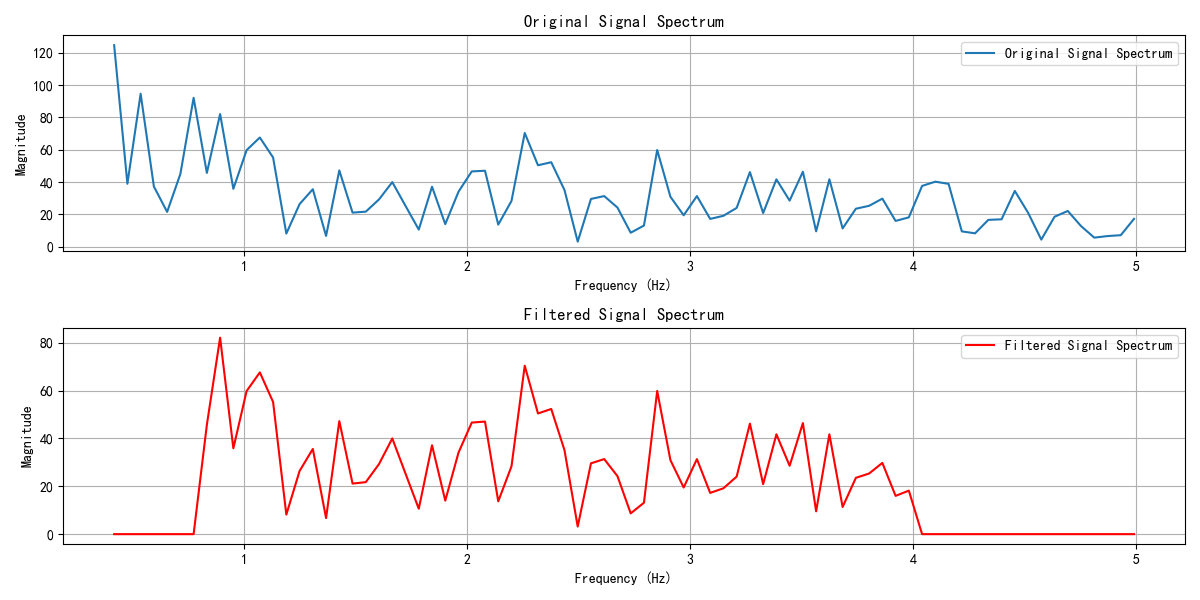 Original Signal Spectrum
Original Signal Spectrum
Magnitude
120
100
80
60
40
20
0
1
2
3
4
5
Frequency (Hz)
Filtered Signal Spectrum
Filtered Signal Spectrum
Magnitude
80
60
40
20
0
1
2
3
4
5
Frequency (Hz)